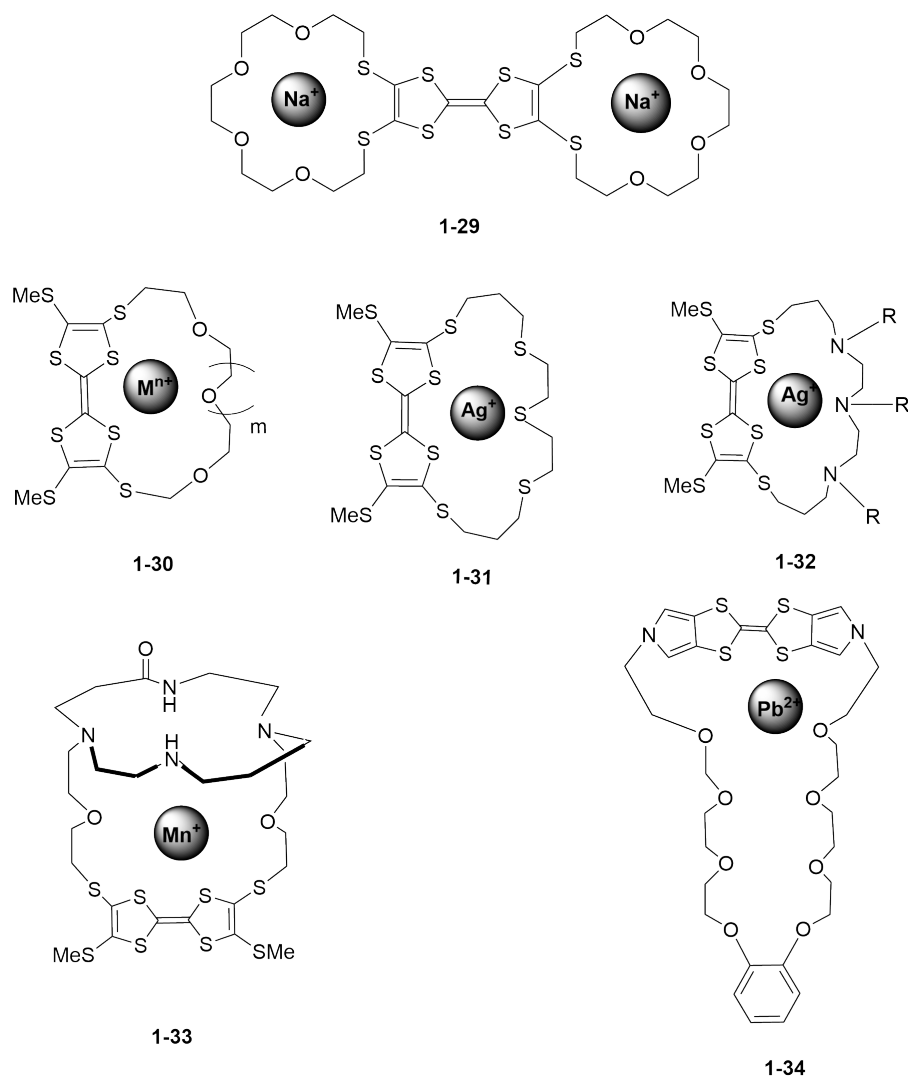 O O
O S S S S O
Na+ Na+
O S S S S O
O O
1-29
MeS S O
S S
Mn+
O
m
S S
MeS S O
1-30
MeS S S
S S
Ag+
S
S S
MeS S S
1-31
MeS S N R
S S
Ag+
N R
S S
MeS S N R
1-32
O
N
H
N N
H
N
O O
Mn+
S S
S S
S S
MeS SMe
1-33
S S
N N
S S
Pb2+
O O
O O
O O
O O
1-34